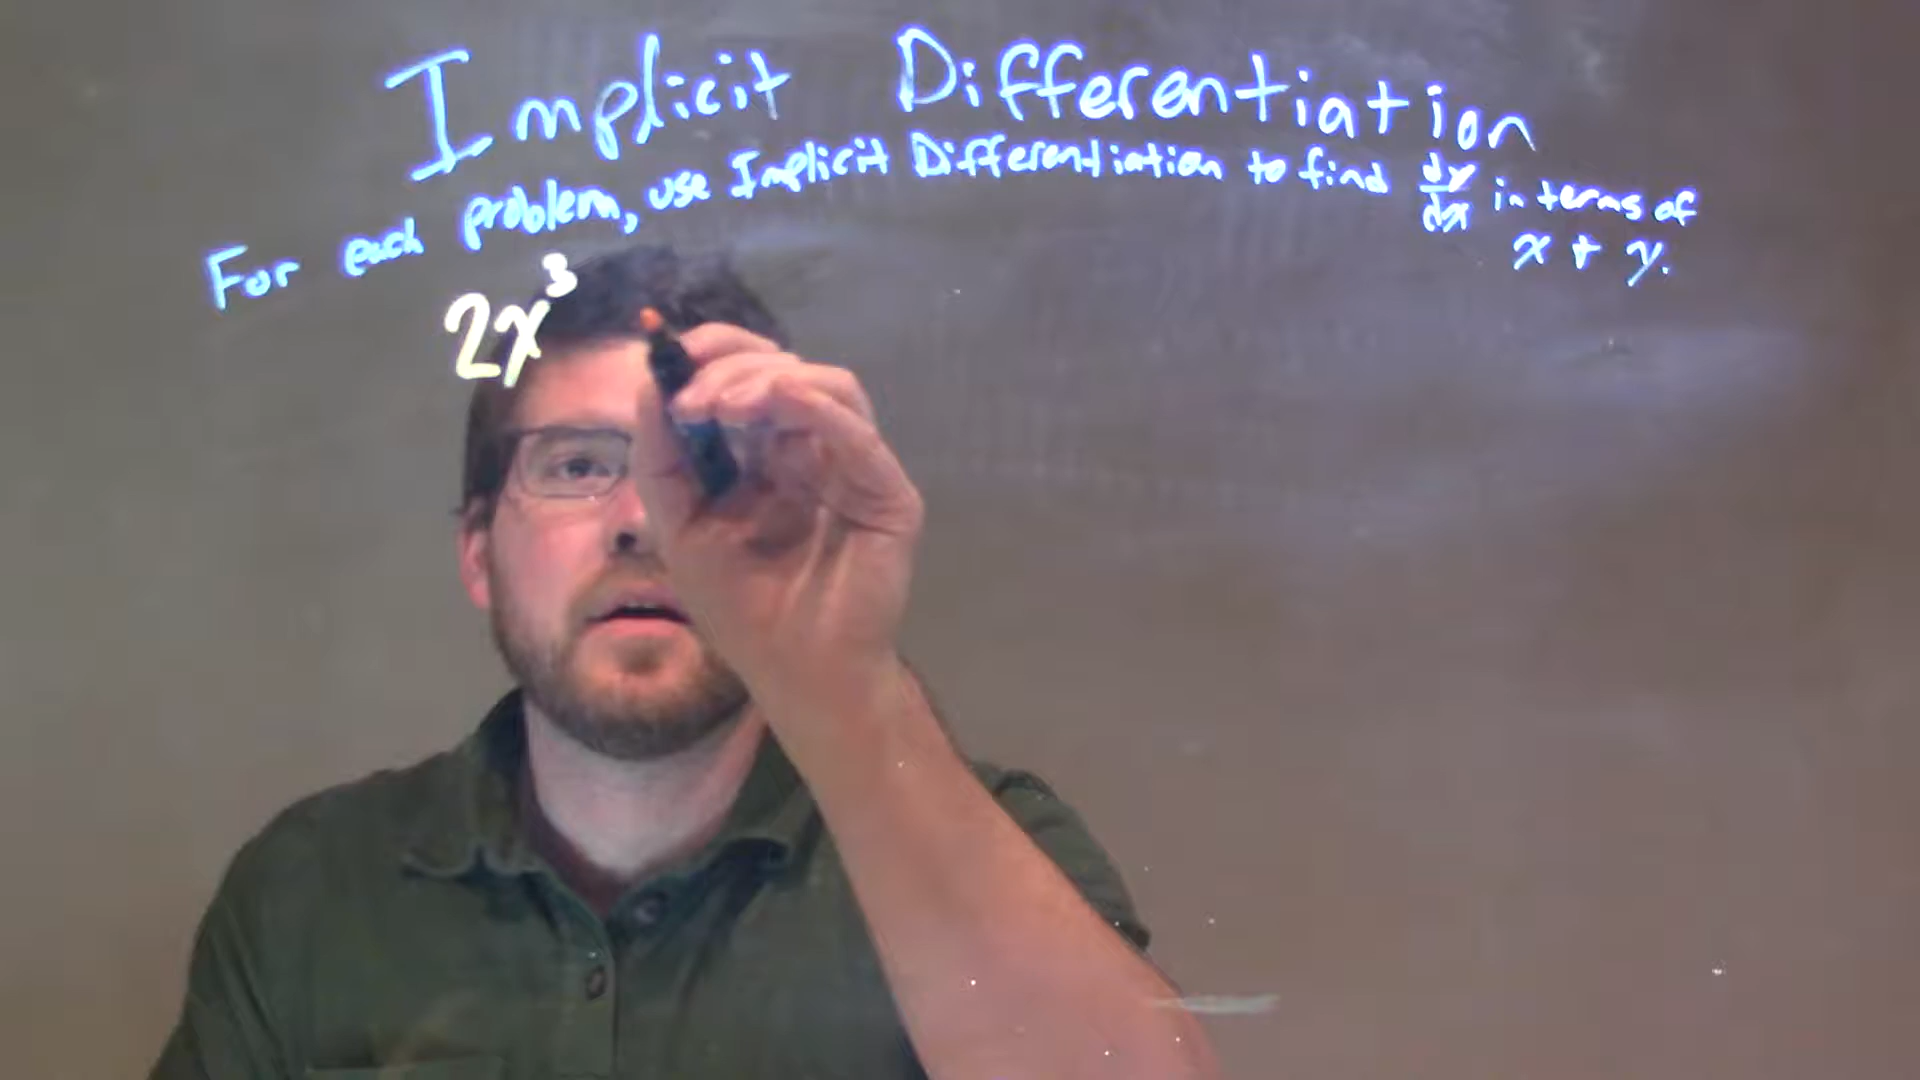 Implicit Differentiation
For each problem, use Implicit Differentiation to find dy/dx in terms of
x + y.
2x³